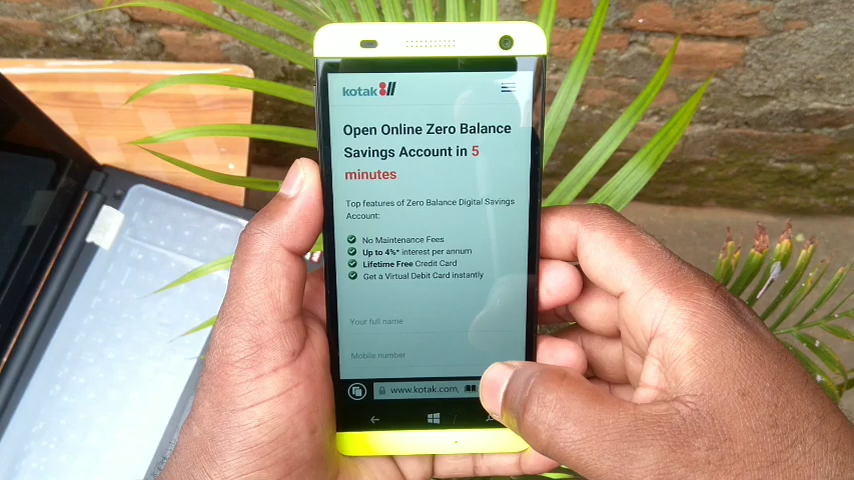 kotak
Open Online Zero Balance
Savings Account in 5
minutes
Top features of Zero Balance Digital Savings
Account:
No Maintenance Fees
Up to 4%* interest per annum
Lifetime Free Credit Card
Get a Virtual Debit Card instantly
Your full name
Mobile number
www.kotak.com,